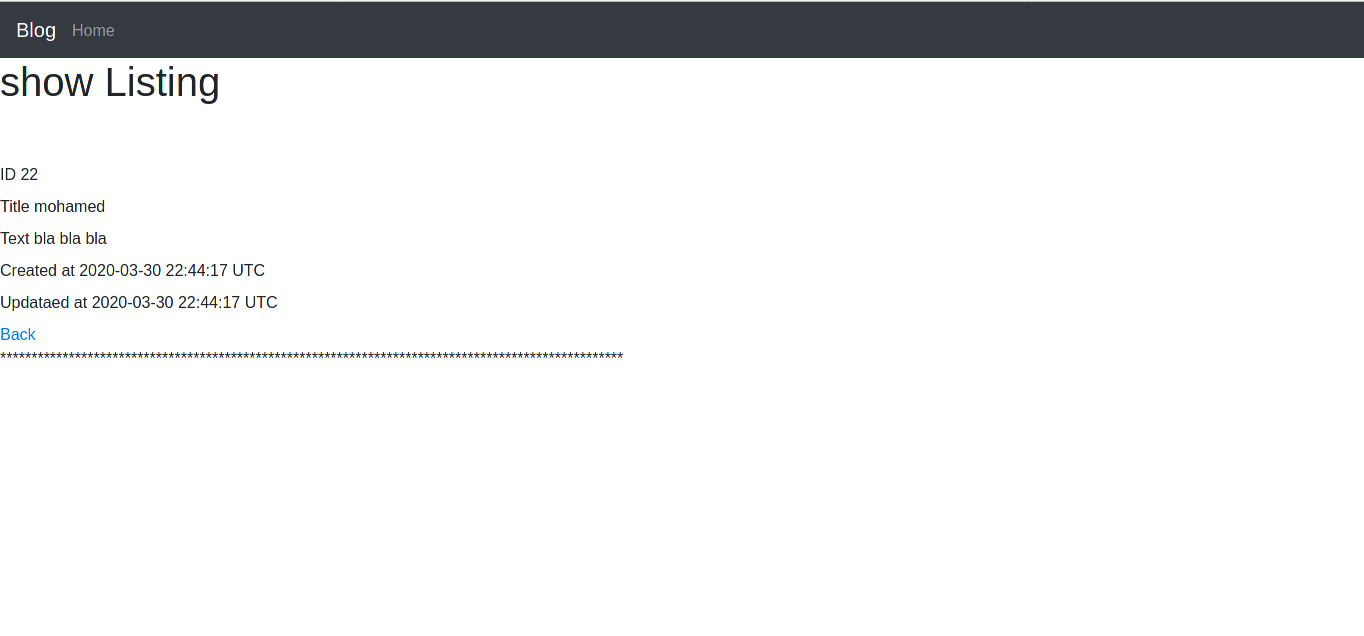 Blog Home
show Listing
ID 22
Title mohamed
Text bla bla bla
Created at 2020-03-30 22:44:17 UTC
Updataed at 2020-03-30 22:44:17 UTC
Back
****************************************************************************************************